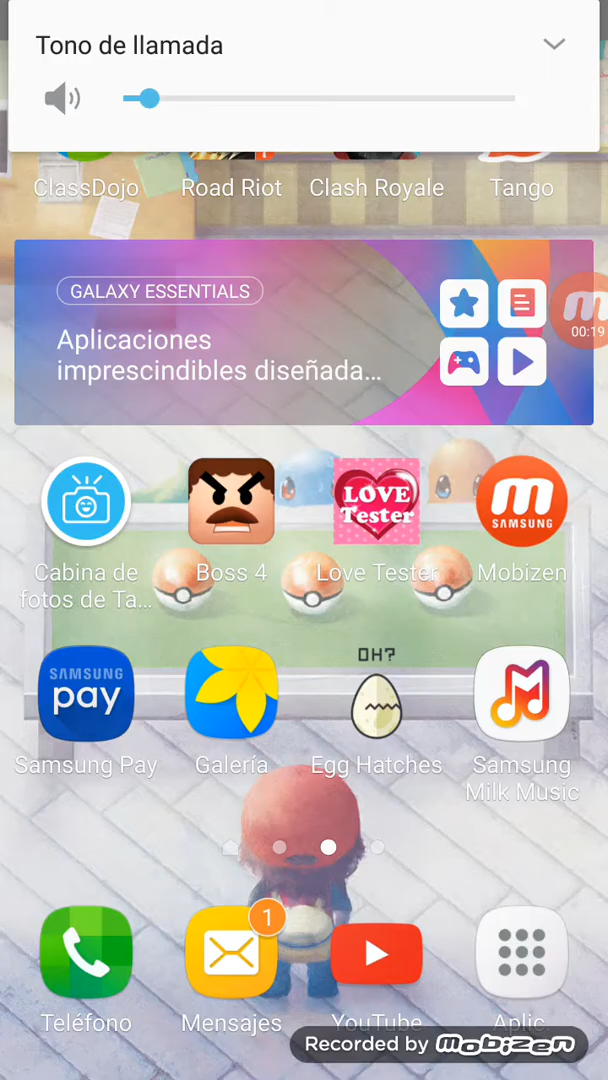 Tono de llamada
ClassDojo
Road Riot
Clash Royale
Tango
GALAXY ESSENTIALS
Aplicaciones
imprescindibles diseñada...
00:19
LOVE
Tester
SAMSUNG
Cabina de
fotos de Ta...
Boss 4
Love Tester
Mobizen
SAMSUNG
pay
OH?
Samsung Pay
Galería
Egg Hatches
Samsung
Milk Music
1
Teléfono
Mensajes
YouTube
Aplic.
Recorded by mobizen